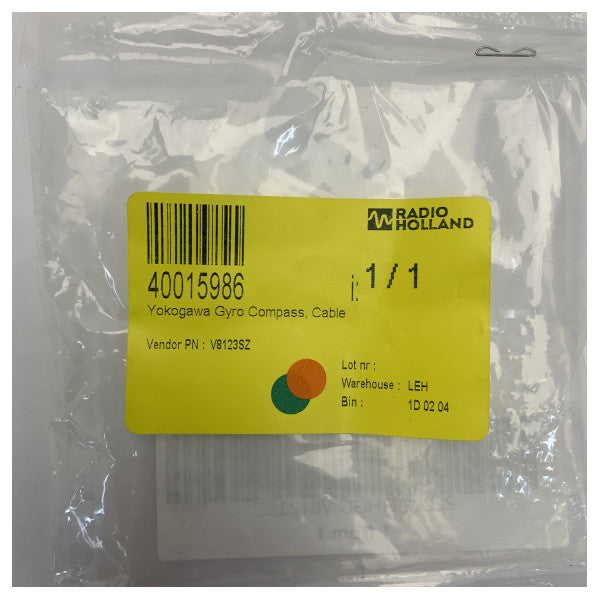 RADIO
HOLLAND
40015986
i: 1 / 1
Yokogawa Gyro Compass, Cable
Vendor PN : V8123SZ
Lot nr :
Warehouse : LEH
Bin : 1D 02 04